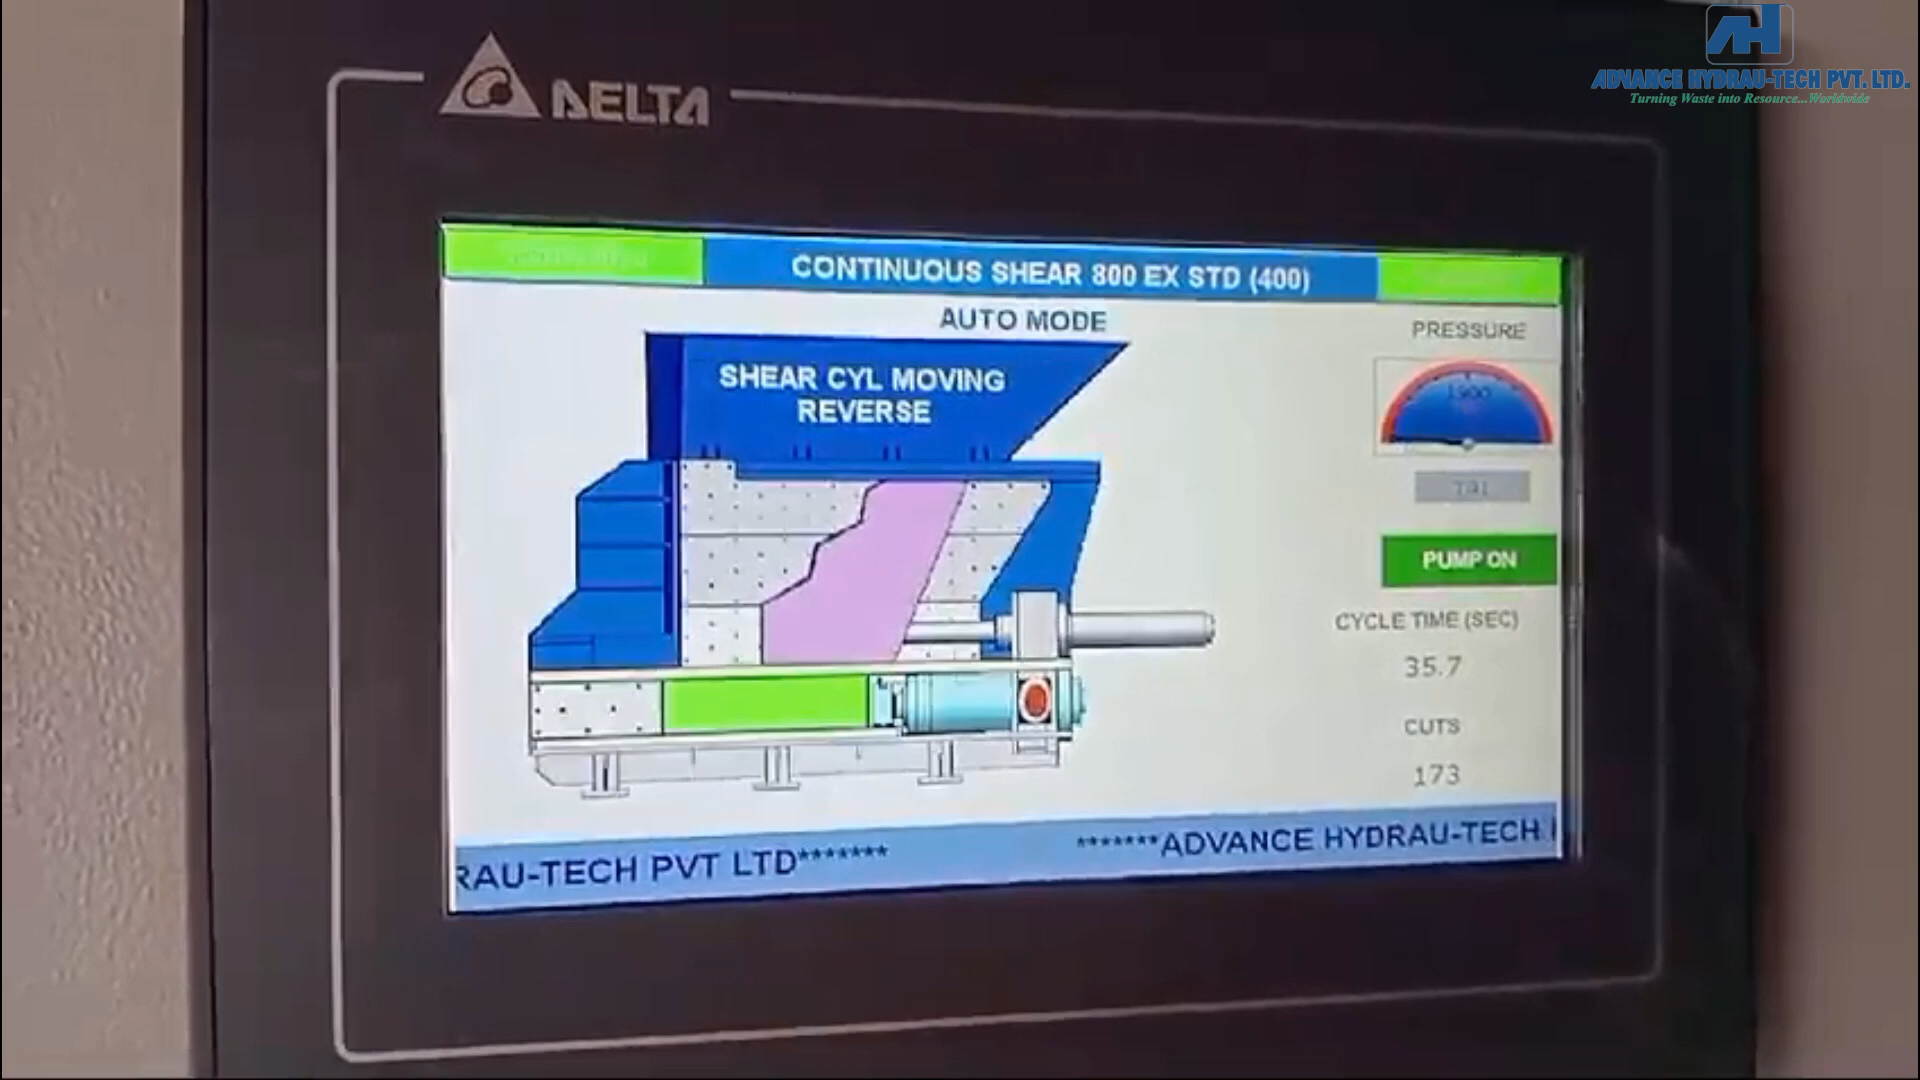 ADVANCE HYDRAU-TECH PVT. LTD.
Turning Waste into Resource...Worldwide
DELTA
CONTINUOUS SHEAR 800 EX STD (400)
AUTO MODE
PRESSURE
SHEAR CYL MOVING
REVERSE
PUMP ON
CYCLE TIME (SEC)
35.7
CUTS
173
RAU-TECH PVT LTD*******
*******ADVANCE HYDRAU-TECH